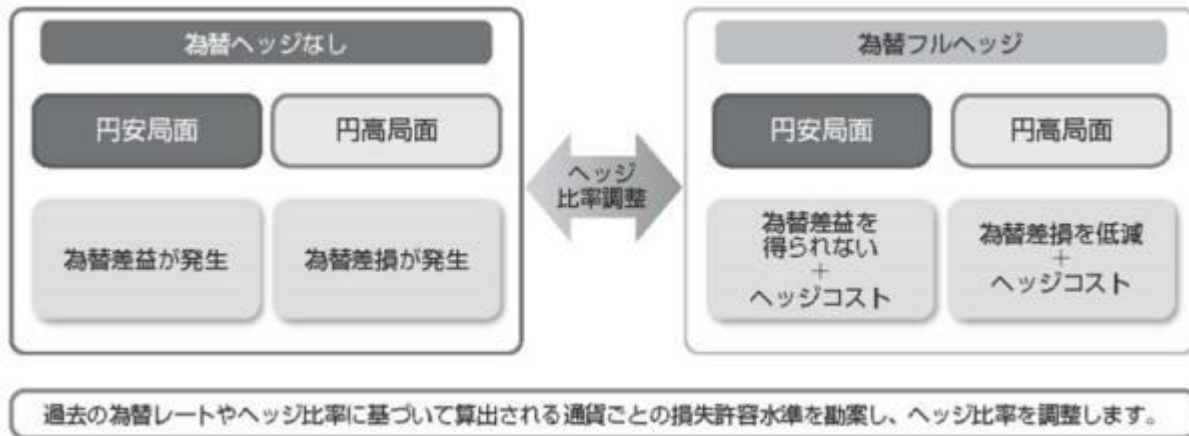 為替ヘッジなし
円安局面
円高局面
為替差益が発生
為替差損が発生
ヘッジ
比率調整
為替フルヘッジ
円安局面
円高局面
為替差益を
得られない
+
ヘッジコスト
為替差損を低減
+
ヘッジコスト
過去の為替レートやヘッジ比率に基づいて算出される通貨ごとの損失許容水準を勘案し、ヘッジ比率を調整します。